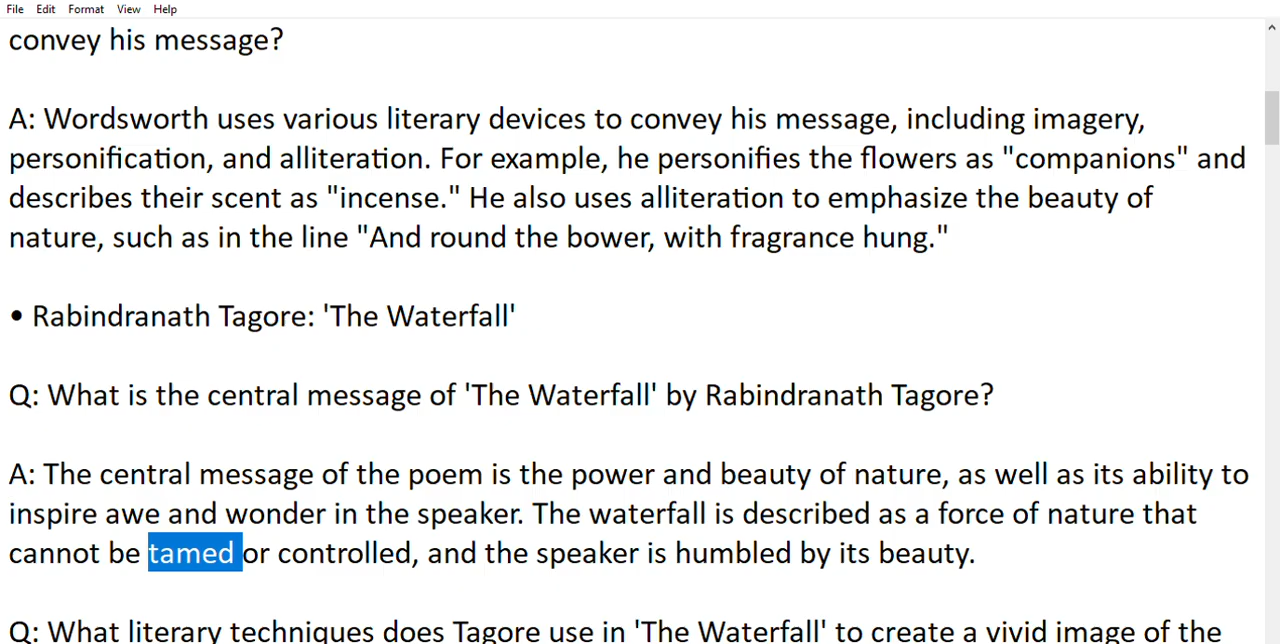 File Edit Format View Help
convey his message?
A: Wordsworth uses various literary devices to convey his message, including imagery,
personification, and alliteration. For example, he personifies the flowers as "companions" and
describes their scent as "incense." He also uses alliteration to emphasize the beauty of
nature, such as in the line "And round the bower, with fragrance hung."
• Rabindranath Tagore: 'The Waterfall'
Q: What is the central message of 'The Waterfall' by Rabindranath Tagore?
A: The central message of the poem is the power and beauty of nature, as well as its ability to
inspire awe and wonder in the speaker. The waterfall is described as a force of nature that
cannot be tamed or controlled, and the speaker is humbled by its beauty.
Q: What literary techniques does Tagore use in 'The Waterfall' to create a vivid image of the